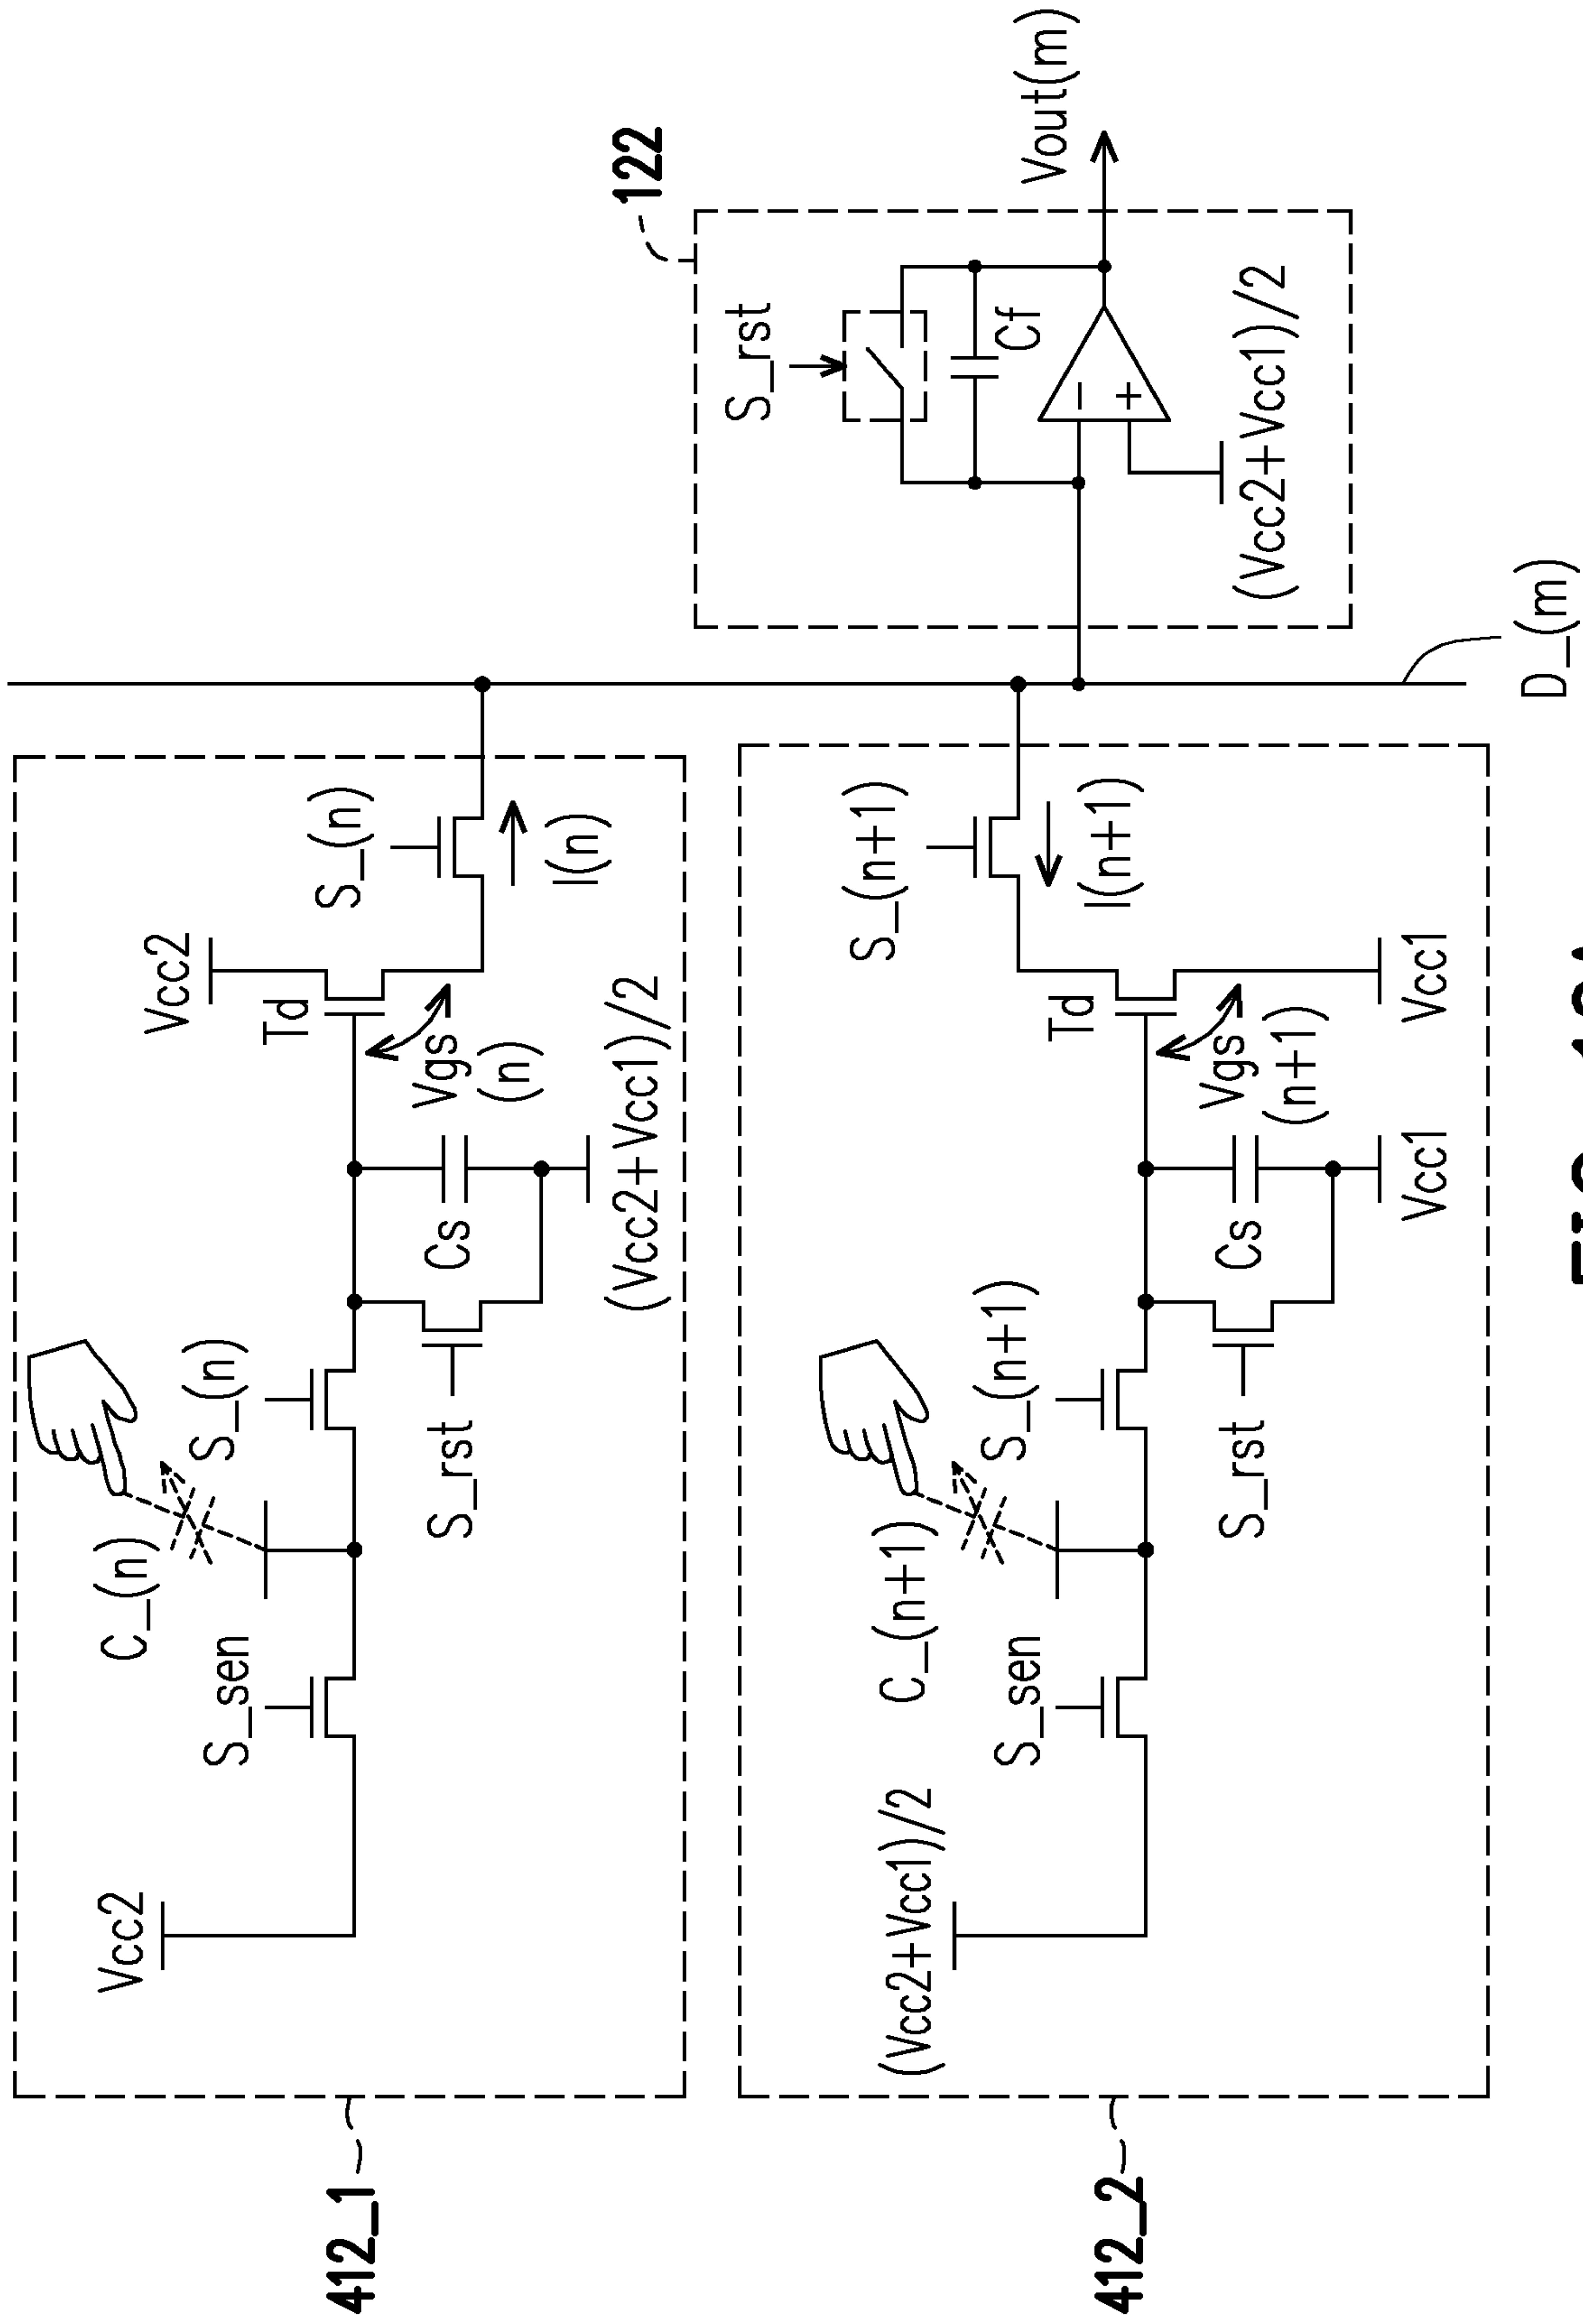 412_1
Vcc2
S_sen
C_(n)
S_(n)
S_rst
Cs
(Vcc2+Vcc1)/2
Vgs
(n)
Td
Vcc2
S_(n)
I(n)
412_2
(Vcc2+Vcc1)/2
S_sen
C_(n+1)
S_(n+1)
S_rst
Cs
Vcc1
Vgs
(n+1)
Td
Vcc1
S_(n+1)
I(n+1)
D_(m)
122
S_rst
Cf
−
+
(Vcc2+Vcc1)/2
Vout(m)